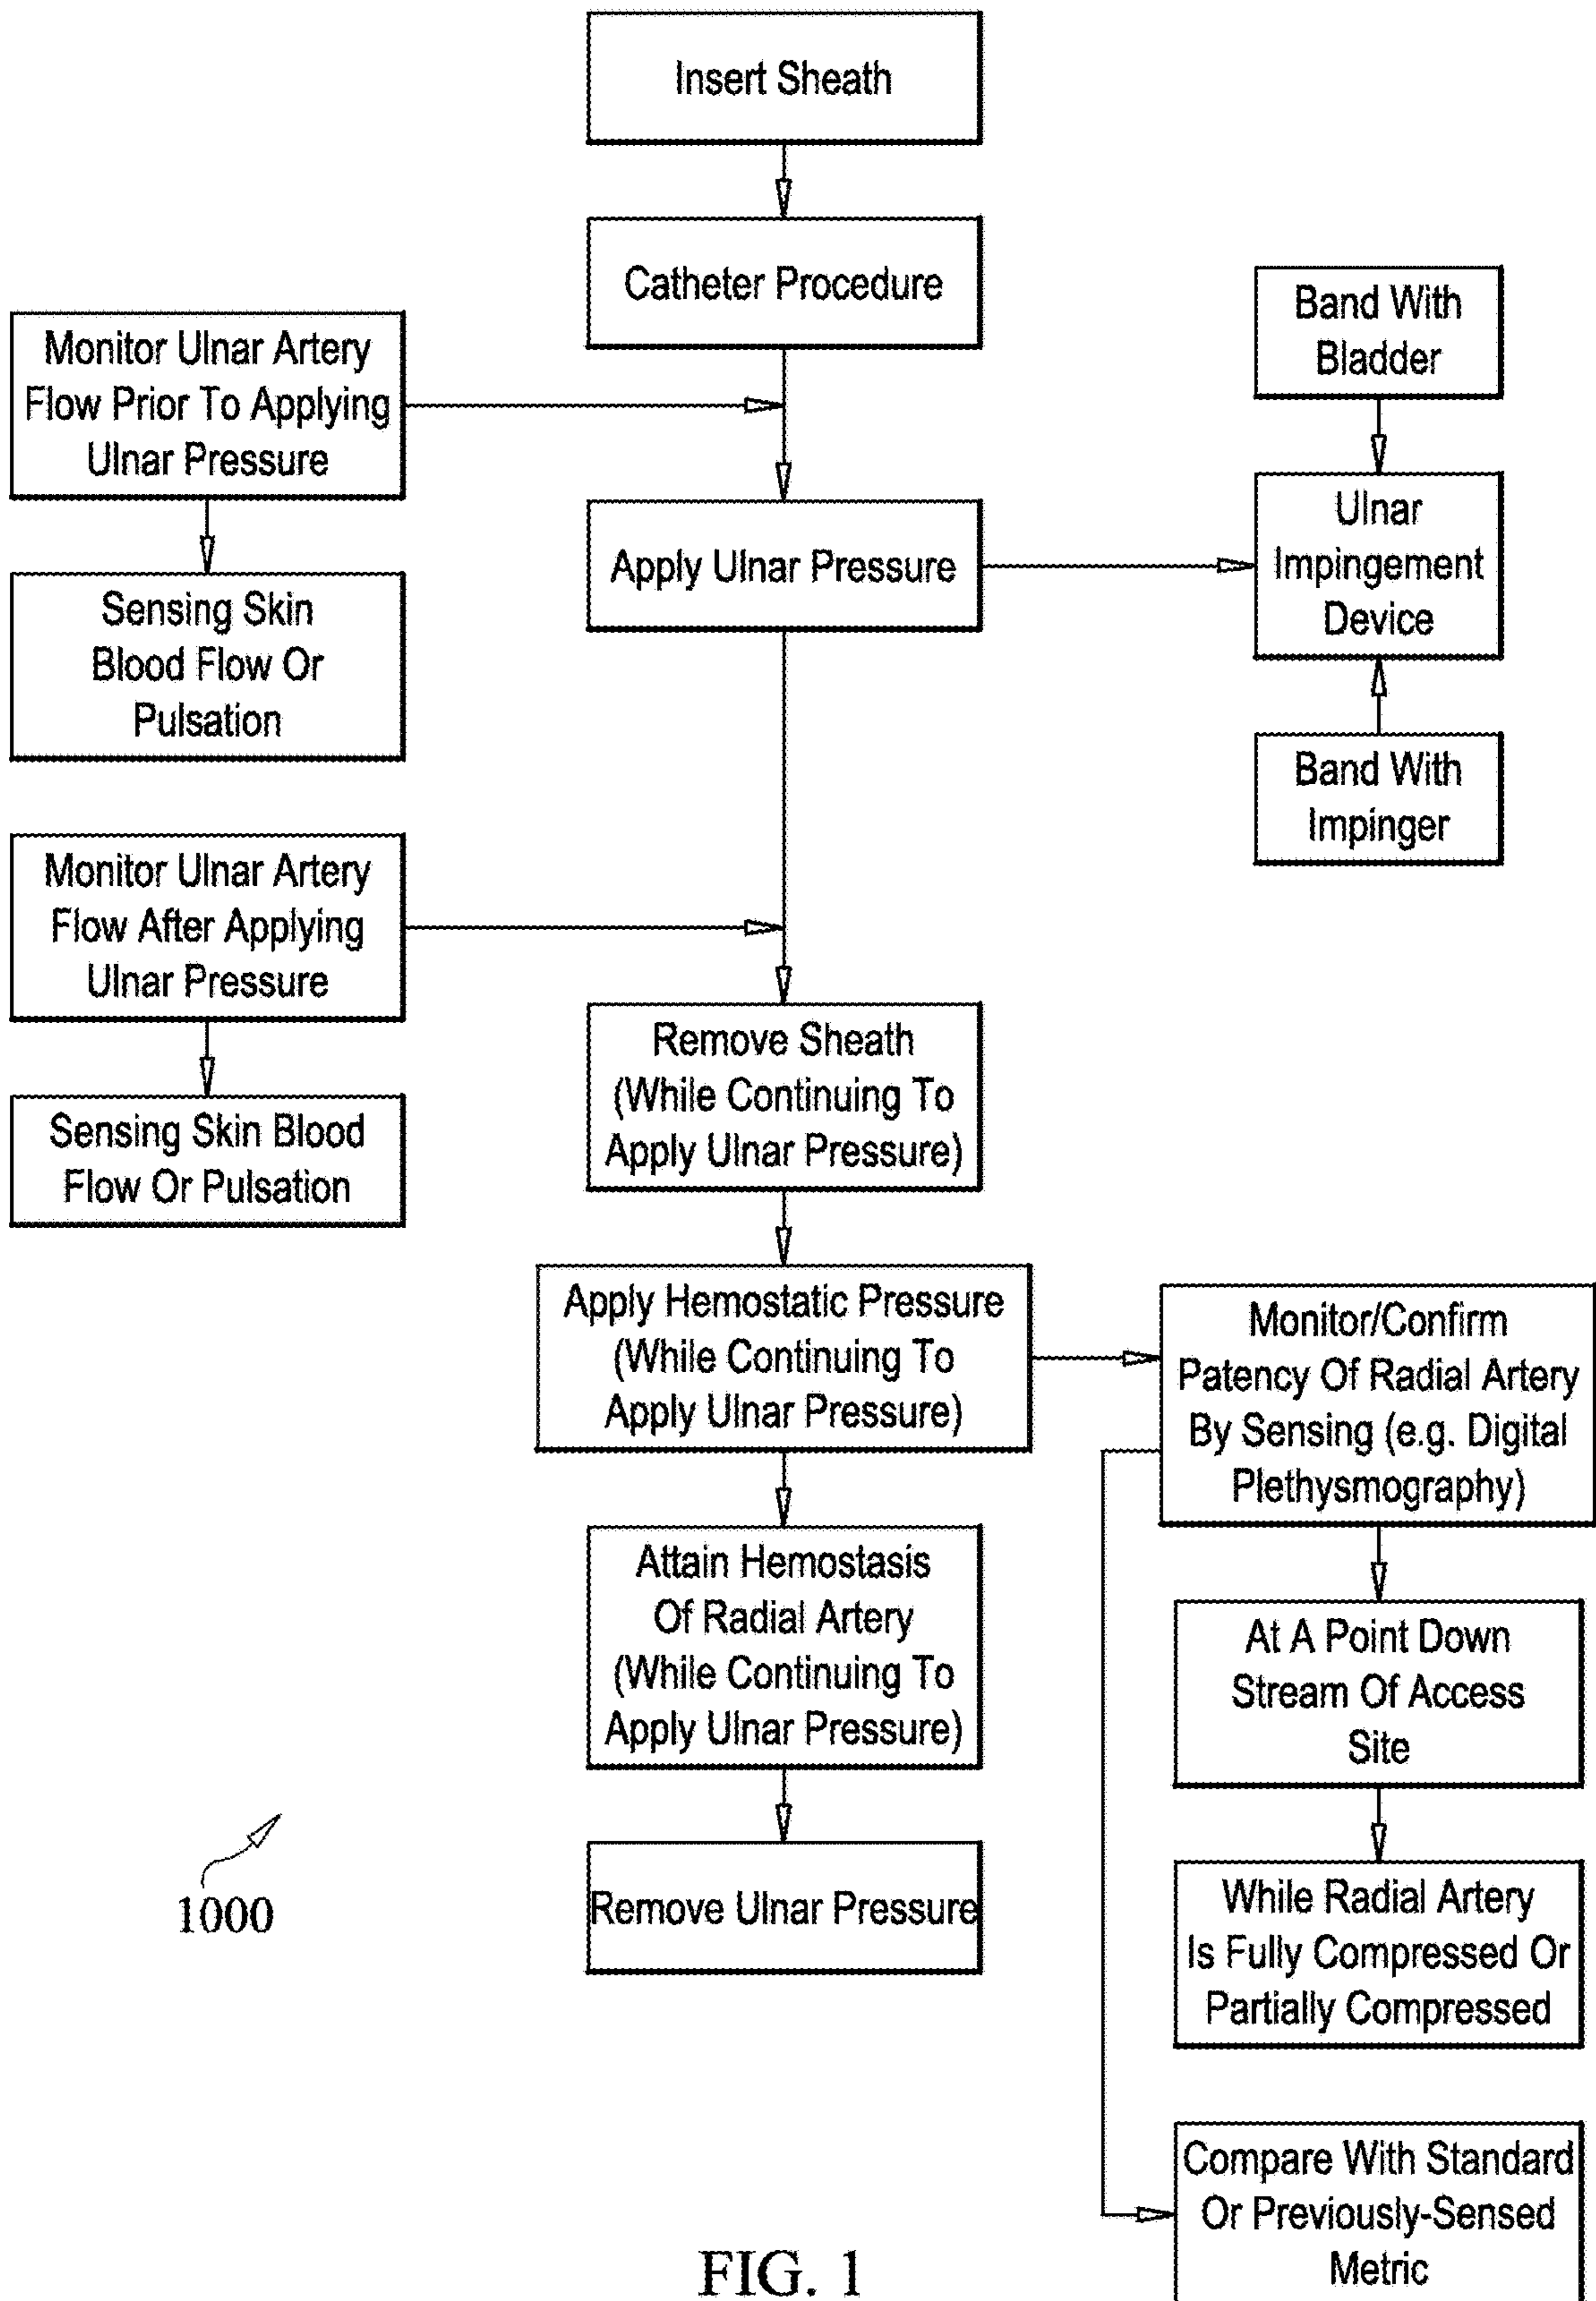 Insert Sheath
Catheter Procedure
Band With
Bladder
Monitor Ulnar Artery
Flow Prior To Applying
Ulnar Pressure
Apply Ulnar Pressure
Ulnar
Impingement
Device
Sensing Skin
Blood Flow Or
Pulsation
Band With
Impinger
Monitor Ulnar Artery
Flow After Applying
Ulnar Pressure
Remove Sheath
(While Continuing To
Apply Ulnar Pressure)
Sensing Skin Blood
Flow Or Pulsation
Apply Hemostatic Pressure
(While Continuing To
Apply Ulnar Pressure)
Monitor/Confirm
Patency Of Radial Artery
By Sensing (e.g. Digital
Plethysmography)
Attain Hemostasis
Of Radial Artery
(While Continuing To
Apply Ulnar Pressure)
At A Point Down
Stream Of Access
Site
Remove Ulnar Pressure
While Radial Artery
Is Fully Compressed Or
Partially Compressed
1000
Compare With Standard
Or Previously-Sensed
Metric
FIG. 1